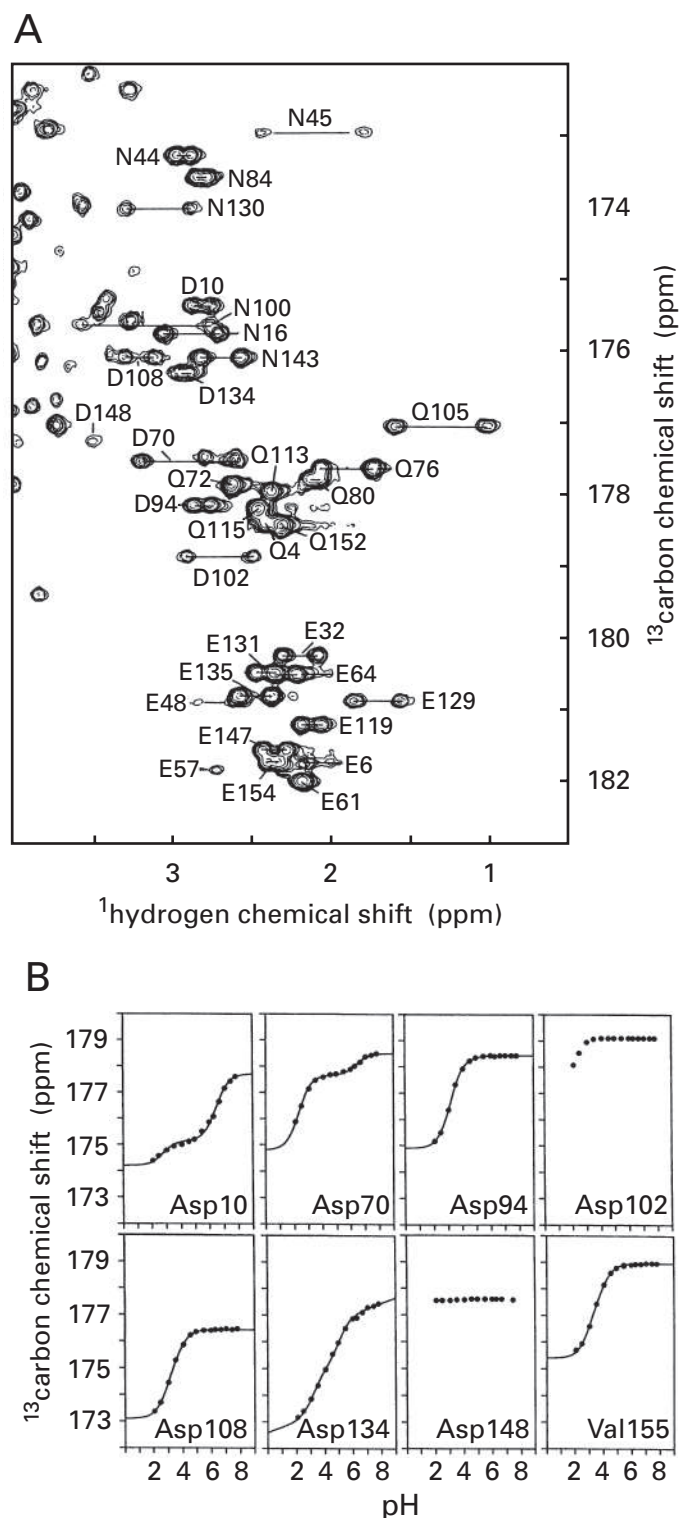 A
N45
N44
N84
N130
174
D10
N100
N16
N143
176
D108
D134
D148
Q105
D70
Q113
Q76
Q72
Q80
178
D94
Q115
Q4
Q152
D102
E32
180
E131
E64
E135
E48
E129
E119
E147
E57
E6
E154
E61
182
13carbon chemical shift (ppm)
3 2 1
1hydrogen chemical shift (ppm)
B
179
177
175
173
Asp10 Asp70 Asp94 Asp102
13carbon chemical shift (ppm)
179
177
175
173
Asp108 Asp134 Asp148 Val155
2 4 6 8 2 4 6 8 2 4 6 8 2 4 6 8
pH